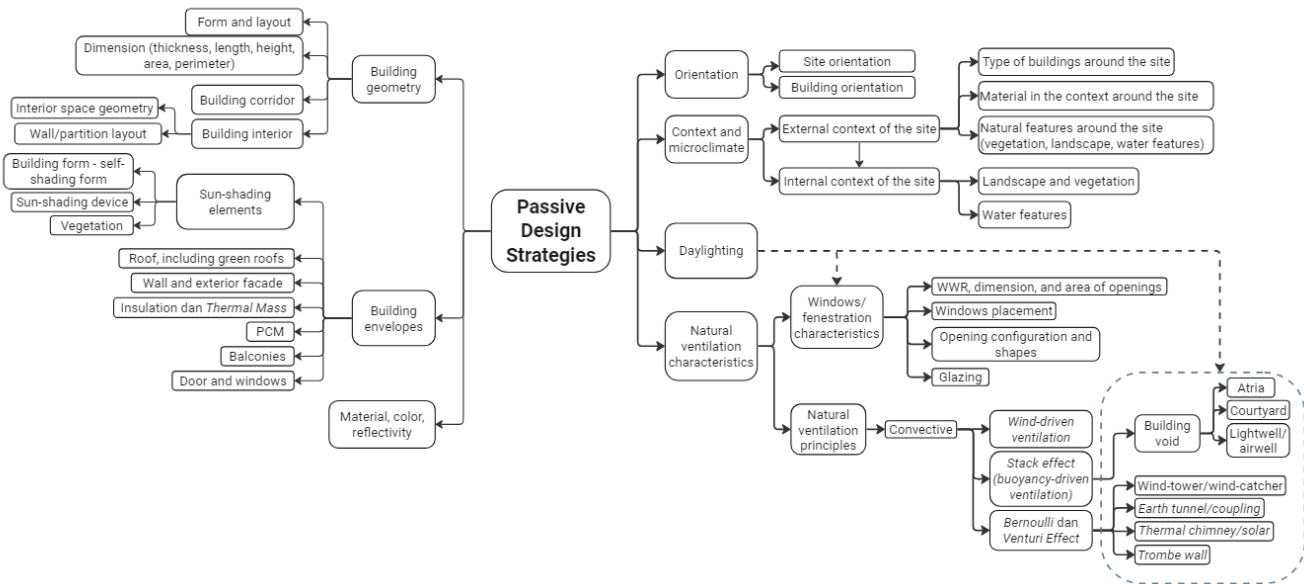 Form and layout
Dimension (thickness, length, height,
area, perimeter)
Building
geometry
Building corridor
Interior space geometry
Wall/partition layout
Building interior
Building form - self-
shading form
Sun-shading device
Vegetation
Sun-shading
elements
Roof, including green roofs
Wall and exterior facade
Insulation dan Thermal Mass
PCM
Balconies
Door and windows
Building
envelopes
Material, color,
reflectivity
Passive
Design
Strategies
Orientation
Site orientation
Building orientation
Context and
microclimate
External context of the site
Internal context of the site
Type of buildings around the site
Material in the context around the site
Natural features around the site
(vegetation, landscape, water features)
Landscape and vegetation
Water features
Daylighting
Natural
ventilation
characteristics
Windows/
fenestration
characteristics
WWR, dimension, and area of openings
Windows placement
Opening configuration and
shapes
Glazing
Natural
ventilation
principles
Convective
Wind-driven
ventilation
Stack effect
(buoyancy-driven
ventilation)
Bernoulli dan
Venturi Effect
Building
void
Atria
Courtyard
Lightwell/
airwell
Wind-tower/wind-catcher
Earth tunnel/coupling
Thermal chimney/solar
Trombe wall